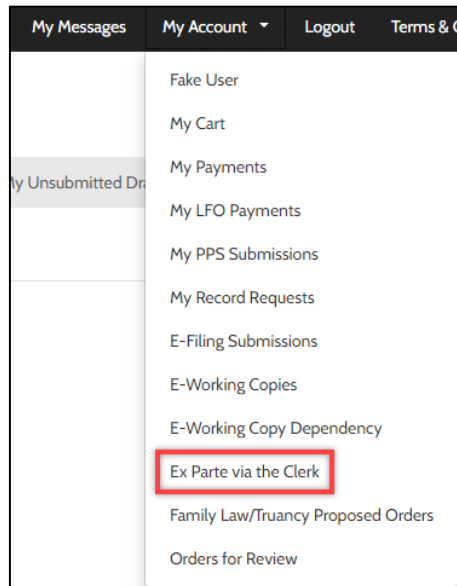 My Messages My Account Logout Terms &
Fake User
My Cart
My Payments
My Unsubmitted
My LFO Payments
My PPS Submissions
My Record Requests
E-Filing Submissions
E-Working Copies
E-Working Copy Dependency
Ex Parte via the Clerk
Family Law/Truancy Proposed Orders
Orders for Review